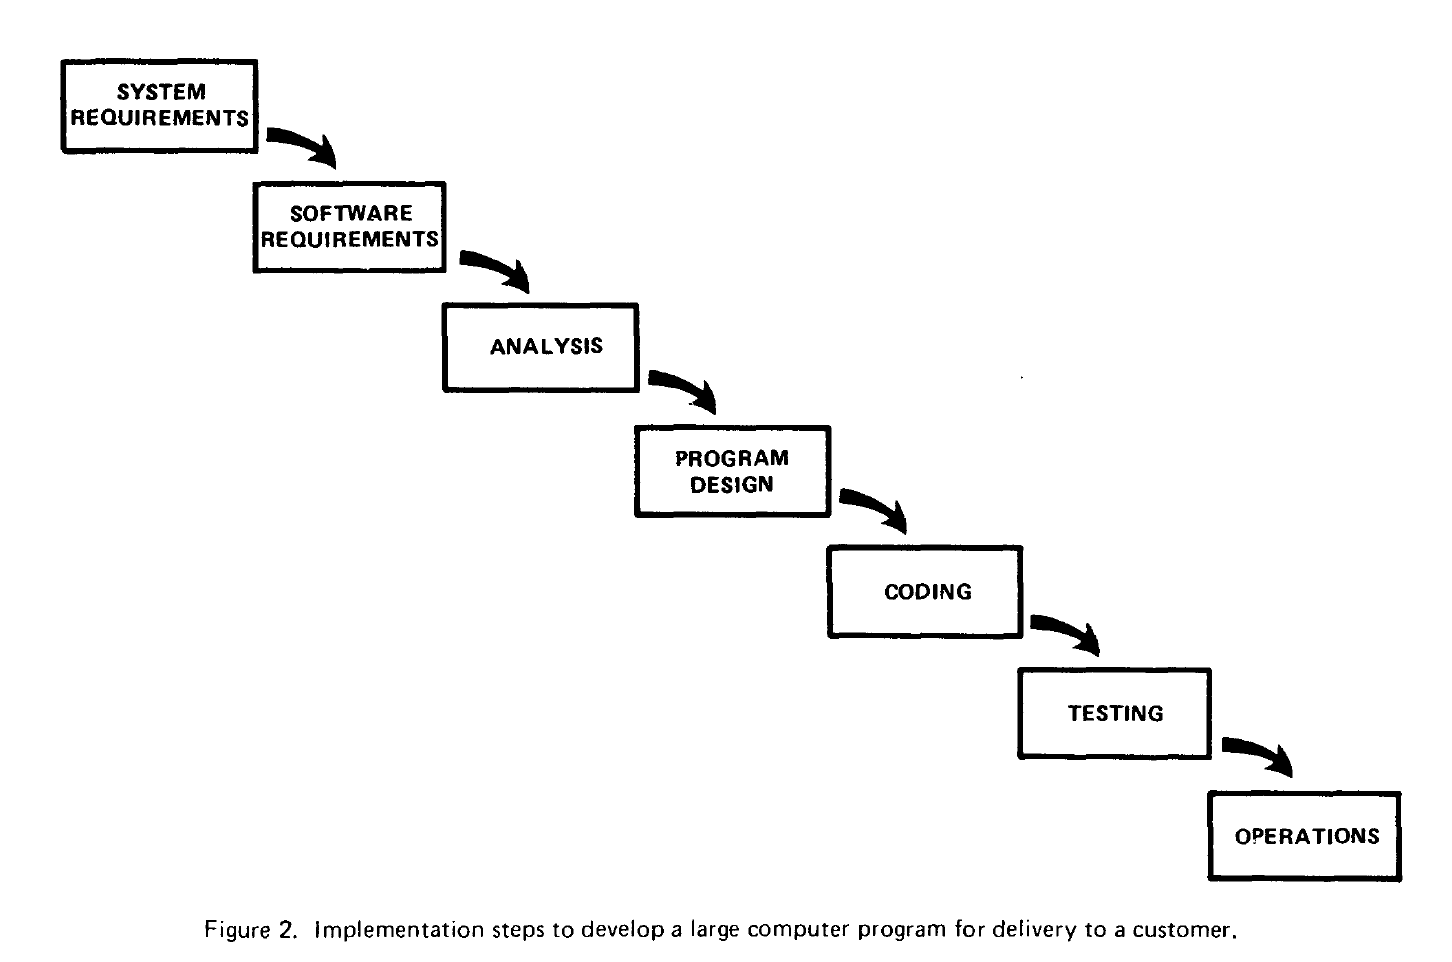 SYSTEM
REQUIREMENTS
SOFTWARE
REQUIREMENTS
ANALYSIS
PROGRAM
DESIGN
CODING
TESTING
OPERATIONS
Figure 2. Implementation steps to develop a large computer program for delivery to a customer.